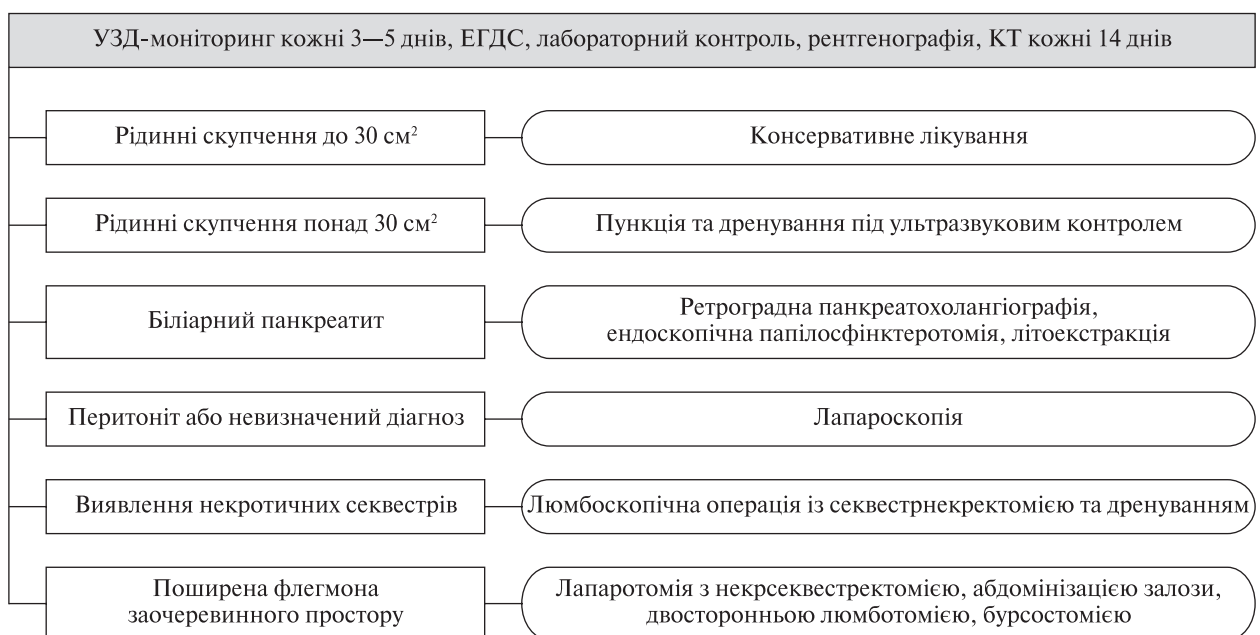 УЗД-моніторинг кожні 3—5 днів, ЕГДС, лабораторний контроль, рентгенографія, КТ кожні 14 днів
Рідинні скупчення до 30 см²
Консервативне лікування
Рідинні скупчення понад 30 см²
Пункція та дренування під ультразвуковим контролем
Біліарний панкреатит
Ретроградна панкреатохолангіографія,
ендоскопічна папілосфінктеротомія, літоекстракція
Перитоніт або невизначений діагноз
Лапароскопія
Виявлення некротичних секвестрів
Люмбоскопічна операція із секвестрнекректомією та дренуванням
Поширена флегмона
заочеревинного простору
Лапаротомія з некрсеквестректомією, абдомінізацією залози,
двосторонньою люмботомією, бурсостомією